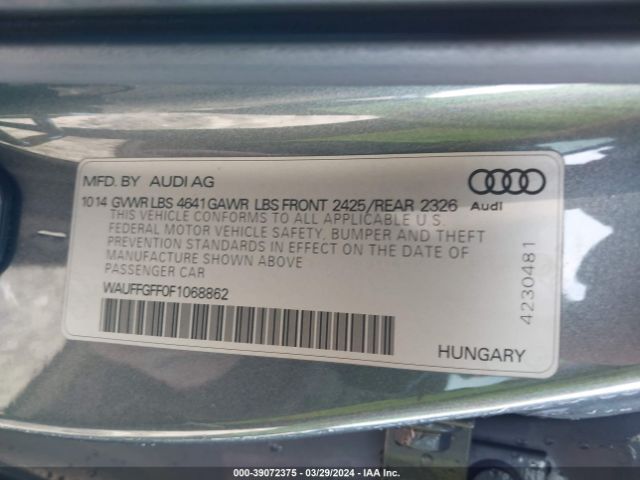 MFD. BY AUDI AG
10 14 GVWR LBS 4641 GAWR LBS FRONT 2425/REAR 2326
Audi
THIS VEHICLE CONFORMS TO ALL APPLICABLE U S
FEDERAL MOTOR VEHICLE SAFETY, BUMPER AND THEFT
PREVENTION STANDARDS IN EFFECT ON THE DATE OF
MANUFACTURE SHOWN ABOVE
PASSENGER CAR
WAUFFGFF0F1068862
4230481
HUNGARY
000-39072375 - 03/29/2024 - IAA Inc.